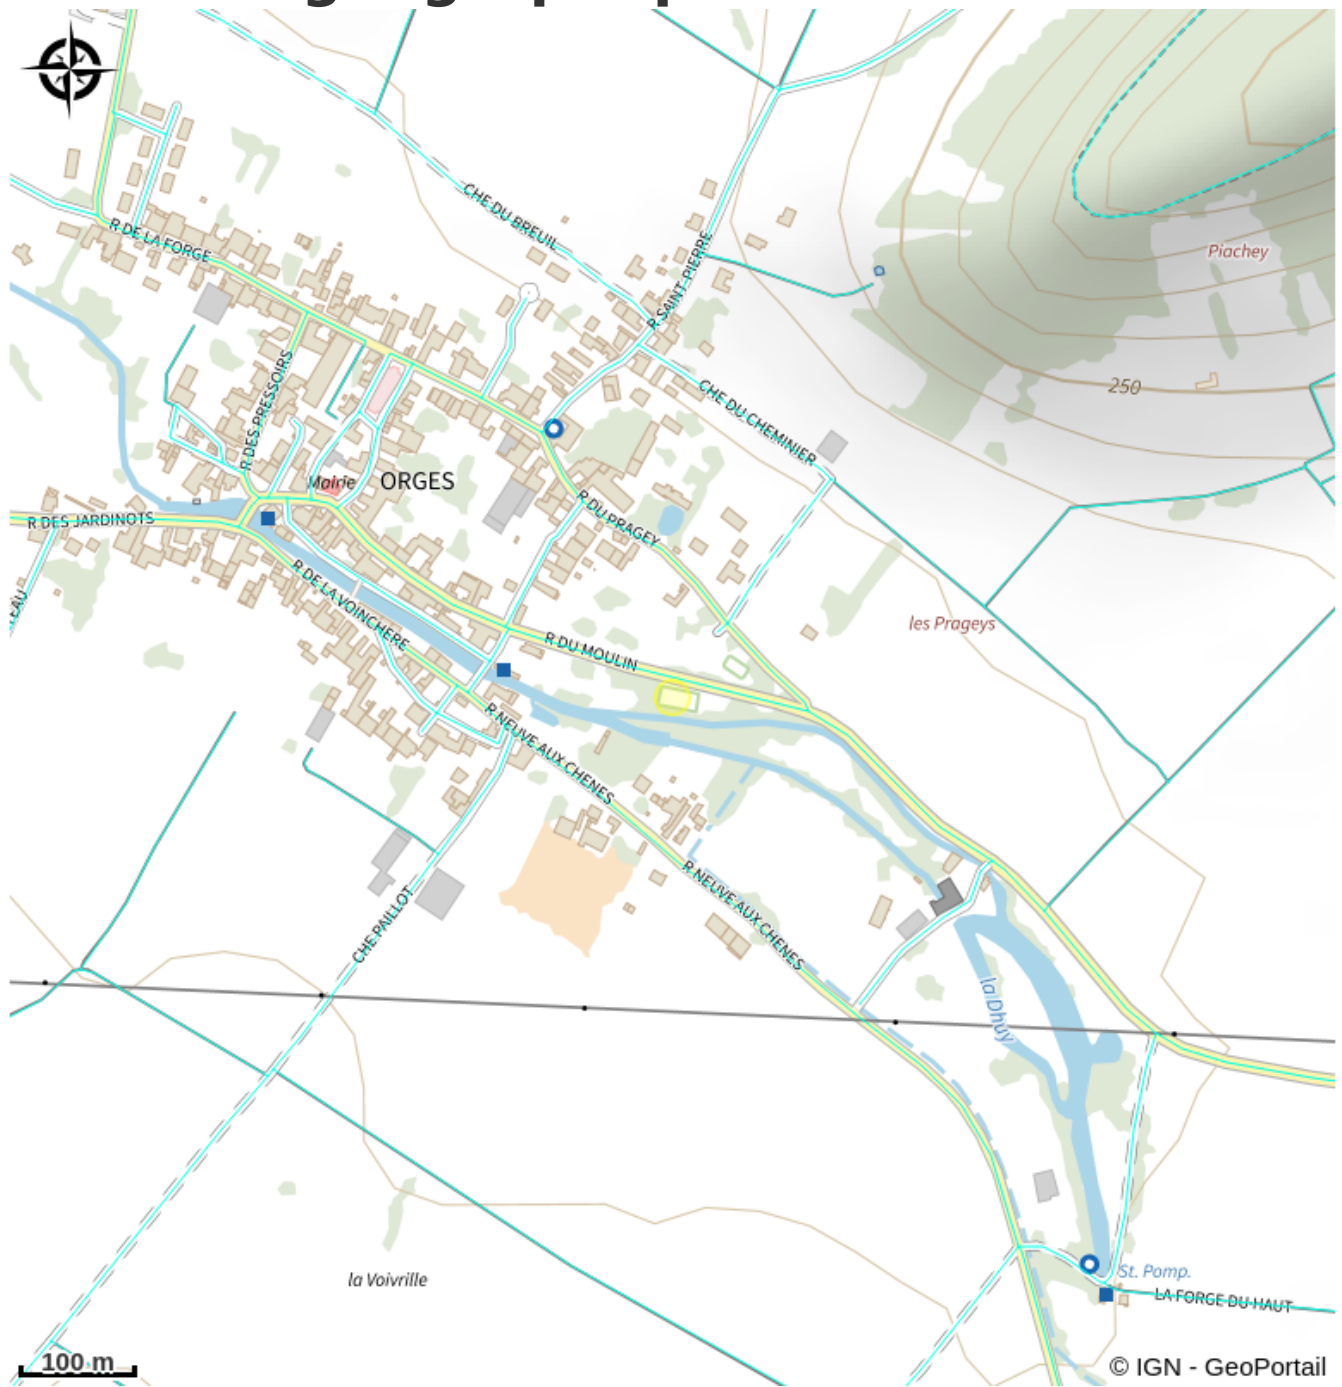 CHE DU BREUIL
R DE LA FORGE
R SAINT-PIERRE
Piachey
250
R DES PRESSOIRS
CHE DU CHEMINIER
Mairie
ORGES
R DES JARDINOTS
R DU PRAGEY
R DE LA VOINCHERE
les Prageys
R DU MOULIN
R NEUVE AUX CHENES
R NEUVE AUX CHENES
CHE PAILLOT
la Dhuy
la Voivrille
St. Pomp.
LA FORGE DU HAUT
100 m
© IGN - GeoPortail